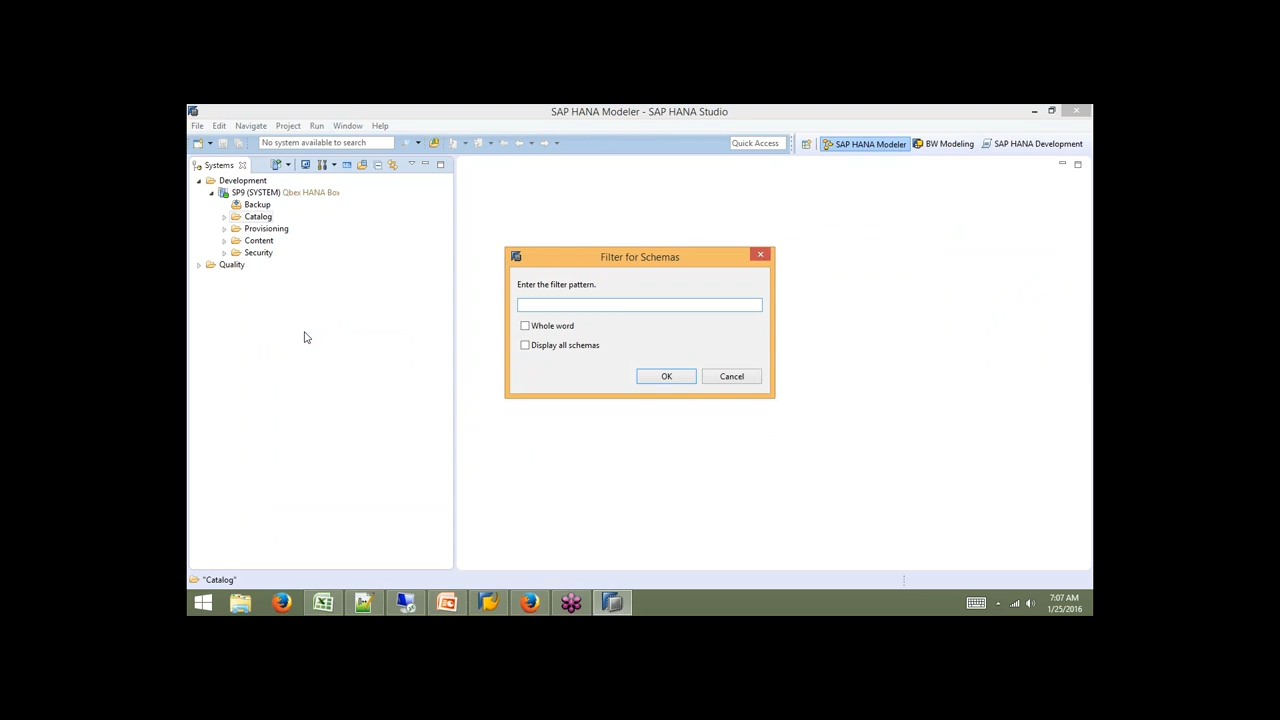 SAP HANA Modeler - SAP HANA Studio
File Edit Navigate Project Run Window Help
No system available to search
Quick Access
SAP HANA Modeler
BW Modeling
SAP HANA Development
Systems
Development
SP9 (SYSTEM) Qbex HANA Box
Backup
Catalog
Provisioning
Content
Security
Quality
Filter for Schemas
Enter the filter pattern.
Whole word
Display all schemas
OK Cancel
"Catalog"
7:07 AM
1/25/2016